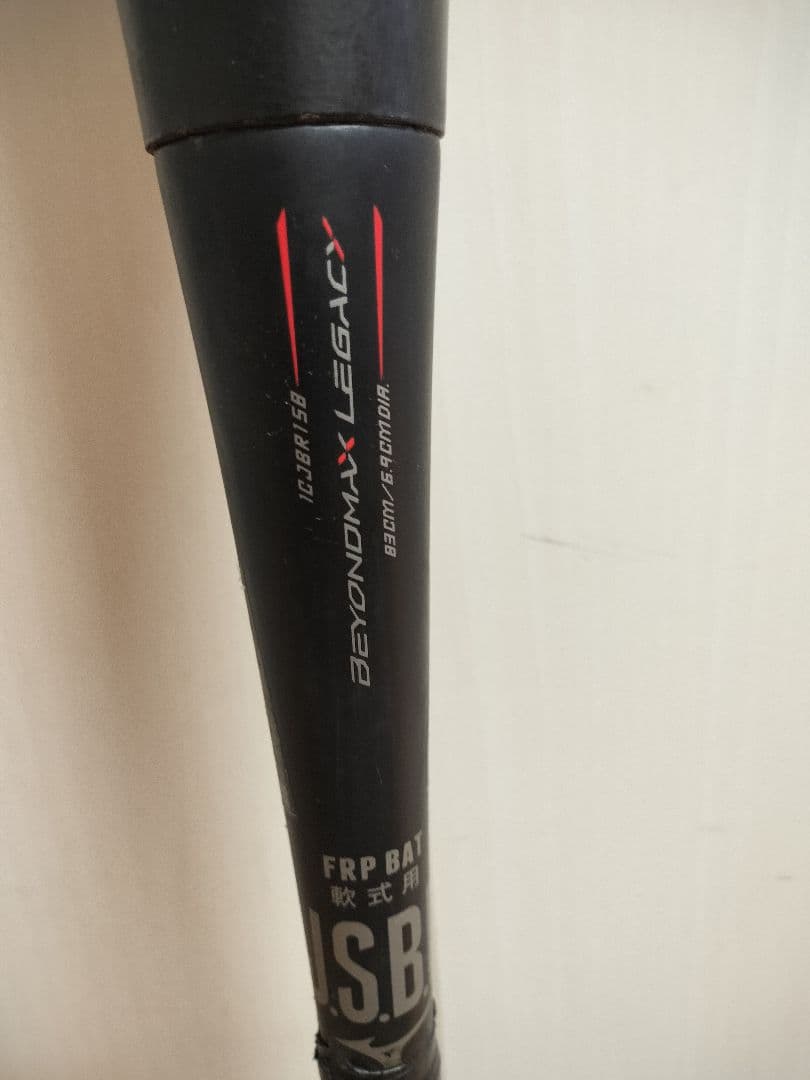 1CJBR158
BEYONDMAX LEGACY
83CM/6.9CMDIA.
FRP BAT
軟式用
J.S.B.